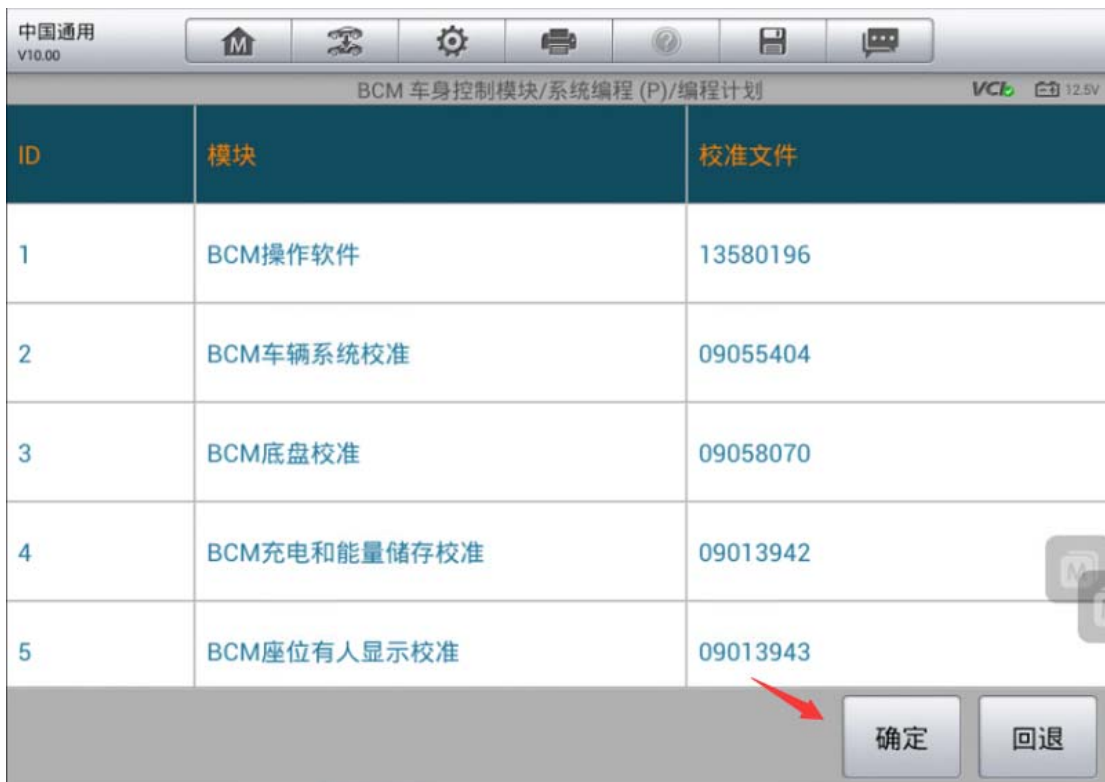 中国通用
V10.00
BCM 车身控制模块/系统编程 (P)/编程计划
VCI 12.5V
ID 模块 校准文件
1 BCM操作软件 13580196
2 BCM车辆系统校准 09055404
3 BCM底盘校准 09058070
4 BCM充电和能量储存校准 09013942
5 BCM座位有人显示校准 09013943
M
确定 回退